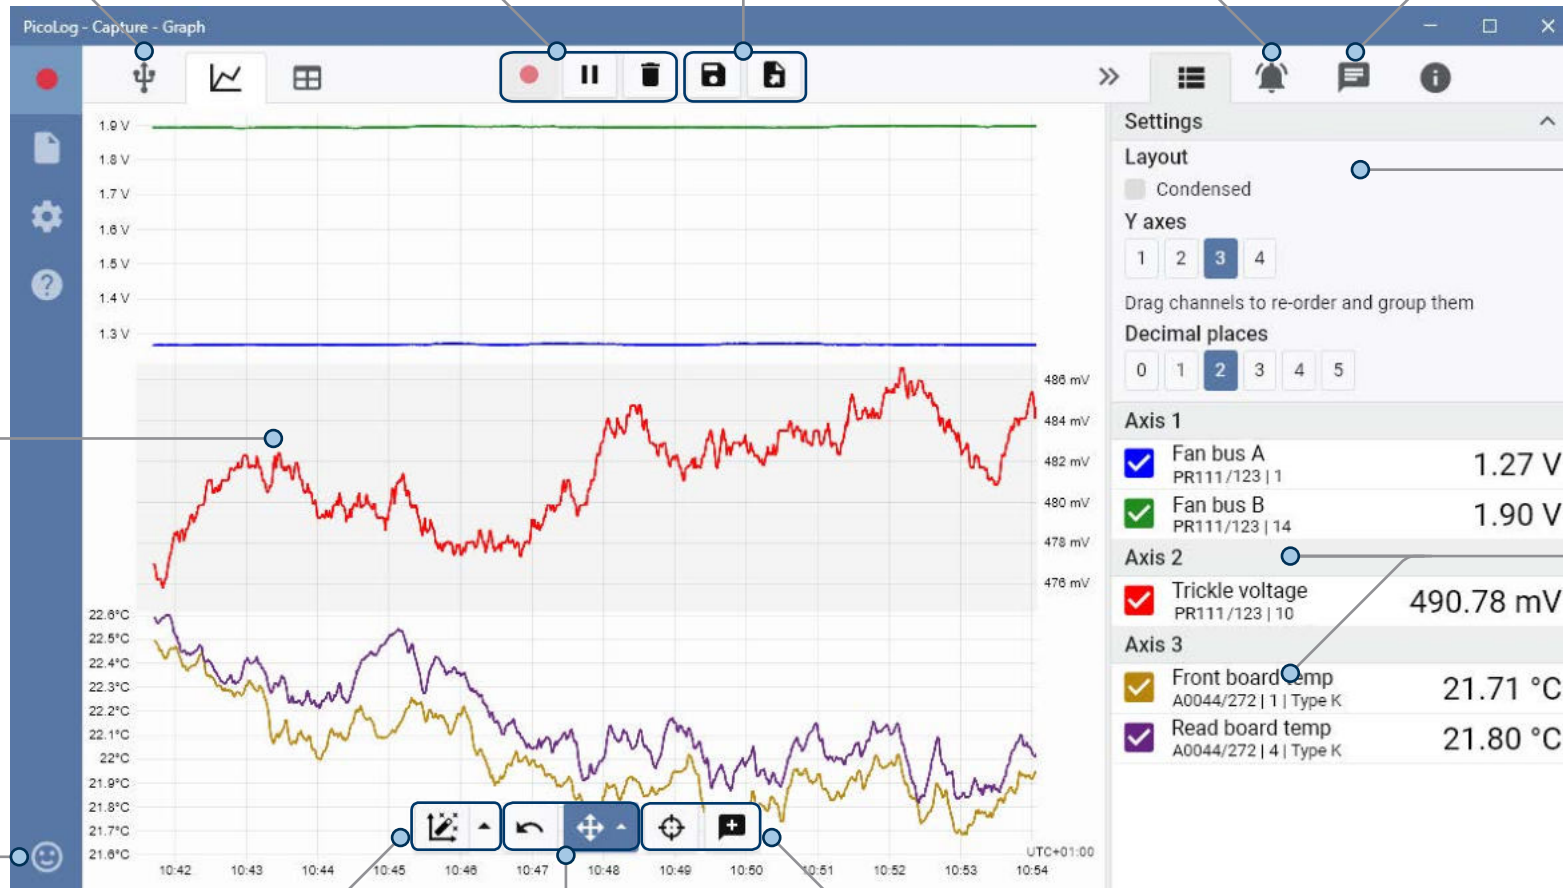 PicoLog - Capture - Graph
1.9 V
1.8 V
1.7 V
1.6 V
1.5 V
1.4 V
1.3 V
486 mV
484 mV
482 mV
480 mV
478 mV
476 mV
22.6°C
22.5°C
22.4°C
22.3°C
22.2°C
22.1°C
22°C
21.9°C
21.8°C
21.7°C
21.6°C
UTC+01:00
10:42 10:43 10:44 10:45 10:46 10:47 10:48 10:49 10:50 10:51 10:52 10:53 10:54
Settings
Layout
Condensed
Y axes
1 2 3 4
Drag channels to re-order and group them
Decimal places
0 1 2 3 4 5
Axis 1
Fan bus A 1.27 V
PR111/123 | 1
Fan bus B 1.90 V
PR111/123 | 14
Axis 2
Trickle voltage 490.78 mV
PR111/123 | 10
Axis 3
Front board temp 21.71 °C
A0044/272 | 1 | Type K
Read board temp 21.80 °C
A0044/272 | 4 | Type K